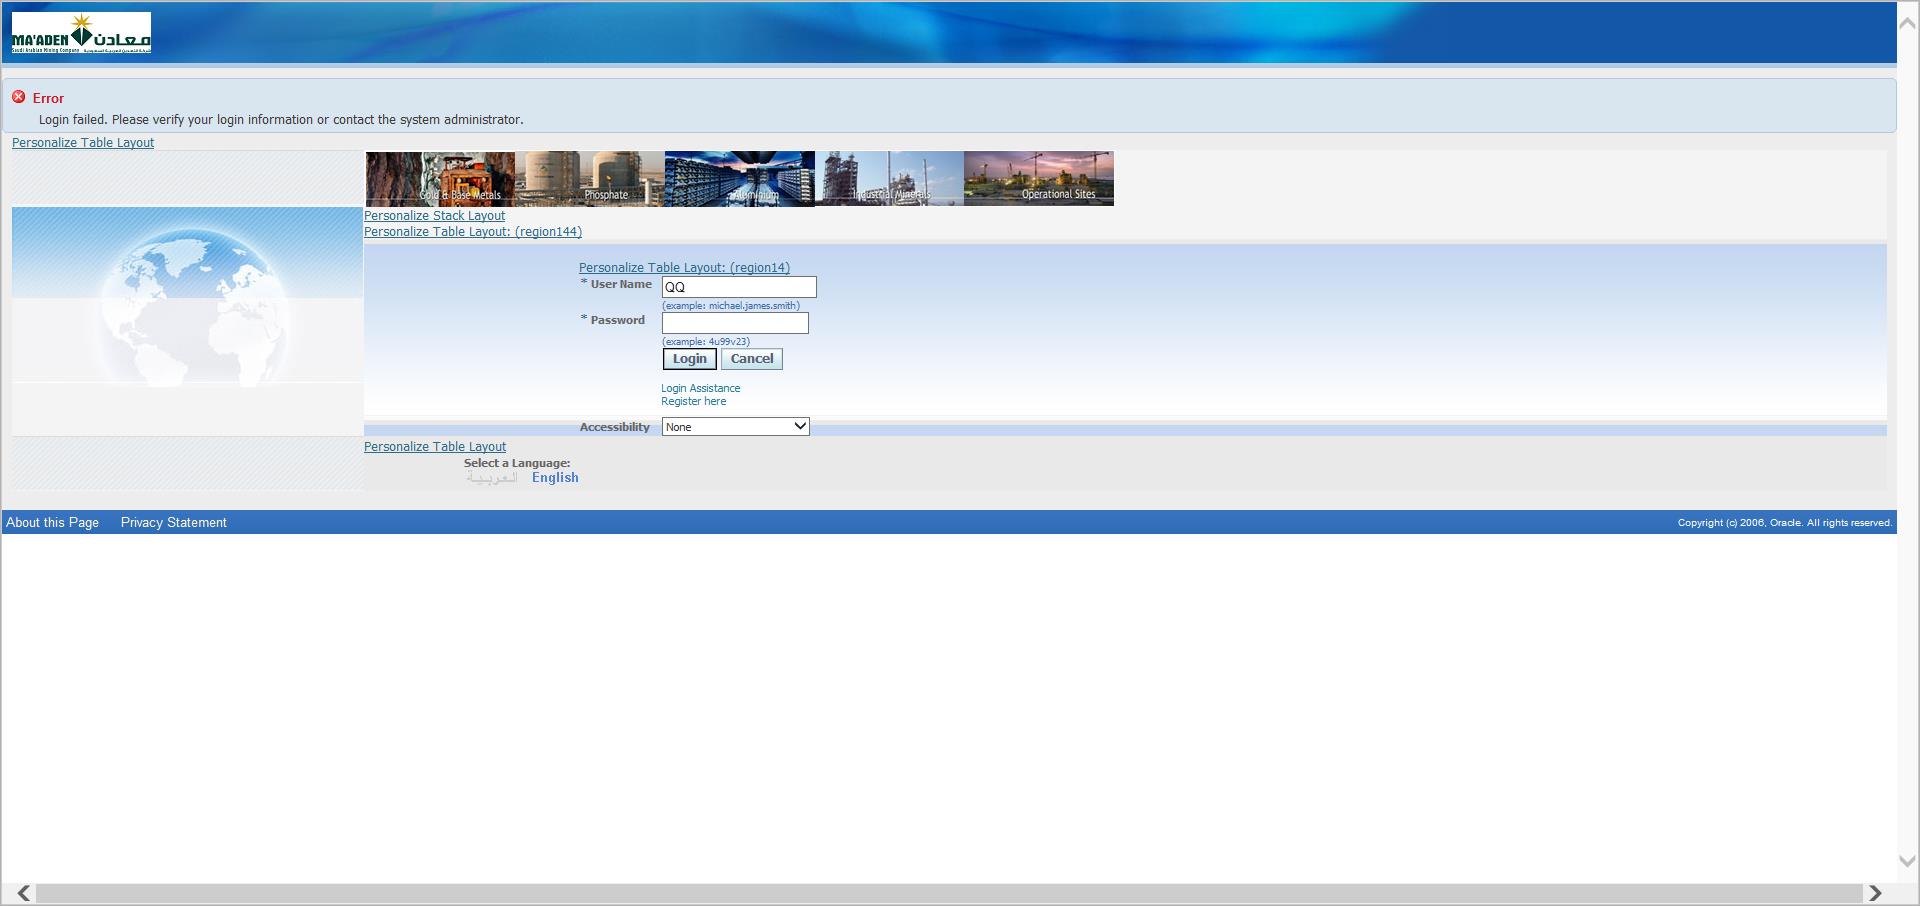 MA'ADEN معادن
Saudi Arabian Mining Company شركة التعدين العربية السعودية
Error
Login failed. Please verify your login information or contact the system administrator.
Personalize Table Layout
Gold & Base Metals Phosphate Aluminium Industrial Minerals Operational Sites
Personalize Stack Layout
Personalize Table Layout: (region144)
Personalize Table Layout: (region14)
* User Name QQ
(example: michael.james.smith)
* Password
(example: 4u99v23)
Login Cancel
Login Assistance
Register here
Accessibility None
Personalize Table Layout
Select a Language:
العربية English
About this Page Privacy Statement Copyright (c) 2006, Oracle. All rights reserved.